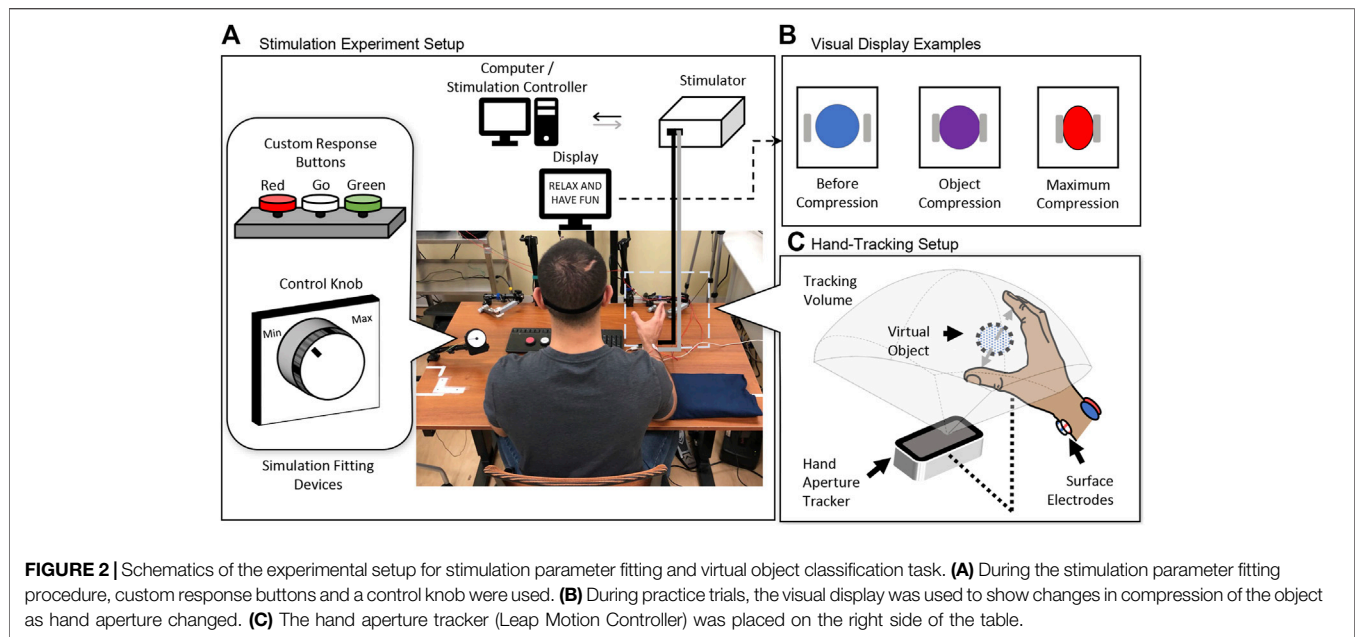 A Stimulation Experiment Setup
Computer /
Stimulation Controller
Stimulator
Custom Response
Buttons
Red Go Green
Display
RELAX AND
HAVE FUN
Control Knob
Min Max
Simulation Fitting
Devices
B Visual Display Examples
Before
Compression
Object
Compression
Maximum
Compression
C Hand-Tracking Setup
Tracking
Volume
Virtual
Object
Hand
Aperture
Tracker
Surface
Electrodes
FIGURE 2 | Schematics of the experimental setup for stimulation parameter fitting and virtual object classification task. (A) During the stimulation parameter fitting
procedure, custom response buttons and a control knob were used. (B) During practice trials, the visual display was used to show changes in compression of the object
as hand aperture changed. (C) The hand aperture tracker (Leap Motion Controller) was placed on the right side of the table.